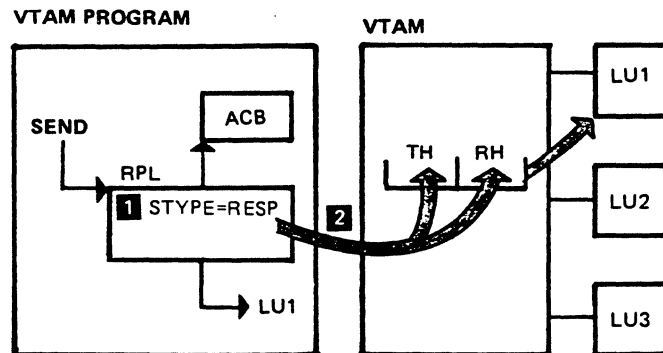 VTAM PROGRAM
VTAM
LU1
ACB
SEND
TH RH
RPL
1 STYPE=RESP
2
LU2
LU1
LU3